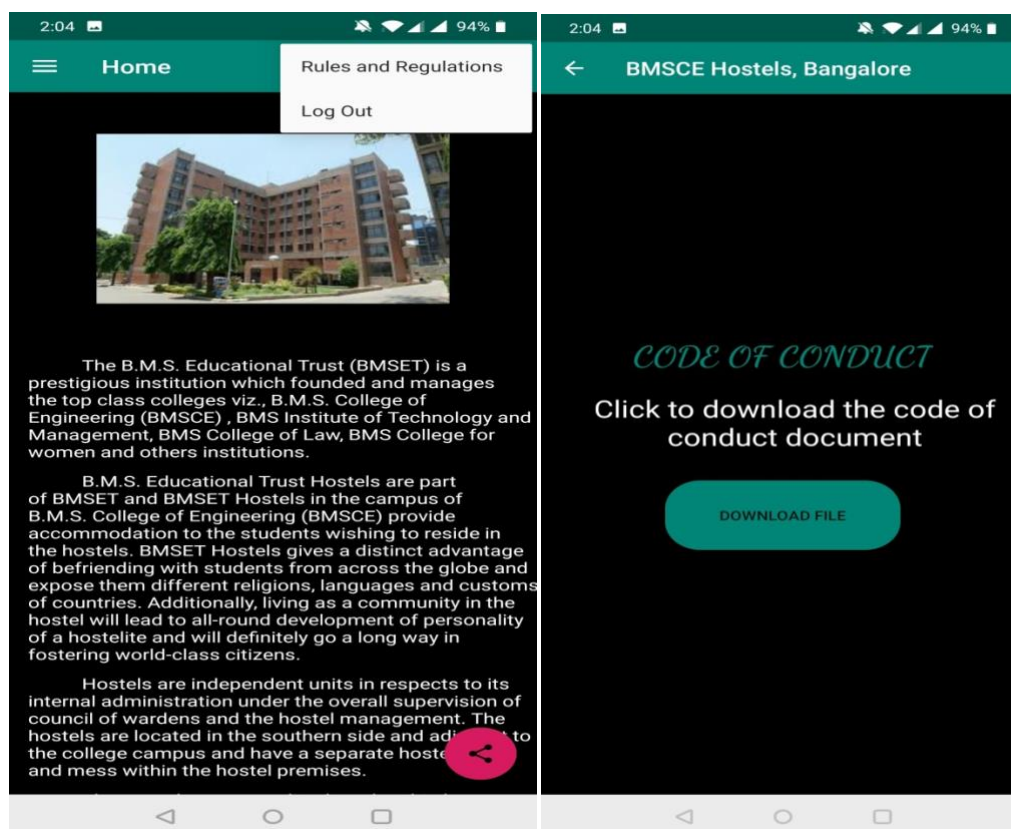 2:04
94%
Home
Rules and Regulations
Log Out
The B.M.S. Educational Trust (BMSET) is a
prestigious institution which founded and manages
the top class colleges viz., B.M.S. College of
Engineering (BMSCE) , BMS Institute of Technology and
Management, BMS College of Law, BMS College for
women and others institutions.
B.M.S. Educational Trust Hostels are part
of BMSET and BMSET Hostels in the campus of
B.M.S. College of Engineering (BMSCE) provide
accommodation to the students wishing to reside in
the hostels. BMSET Hostels gives a distinct advantage
of befriending with students from across the globe and
expose them different religions, languages and customs
of countries. Additionally, living as a community in the
hostel will lead to all-round development of personality
of a hostelite and will definitely go a long way in
fostering world-class citizens.
Hostels are independent units in respects to its
internal administration under the overall supervision of
council of wardens and the hostel management. The
hostels are located in the southern side and to
the college campus and have a separate
and mess within the hostel premises.
2:04
94%
BMSCE Hostels, Bangalore
CODE OF CONDUCT
Click to download the code of
conduct document
DOWNLOAD FILE